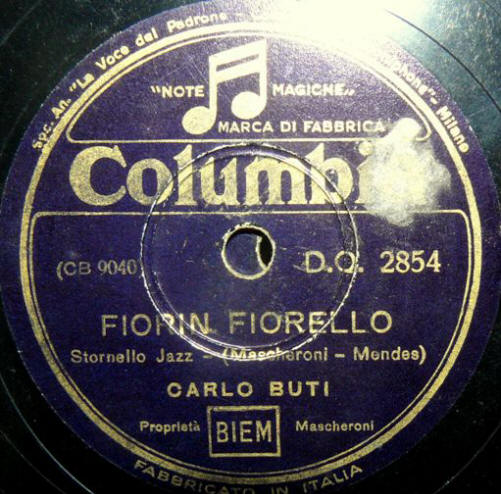 Soc. An. "La Voce del Padrone
phone" - Milano
"NOTE MAGICHE"
MARCA DI FABBRICA
Columbi
(CB 9040)
D.Q. 2854
FIORIN FIORELLO
Stornello Jazz - (Mascheroni - Mendes)
CARLO BUTI
Proprietà BIEM Mascheroni
FABBRICATO IN ITALIA